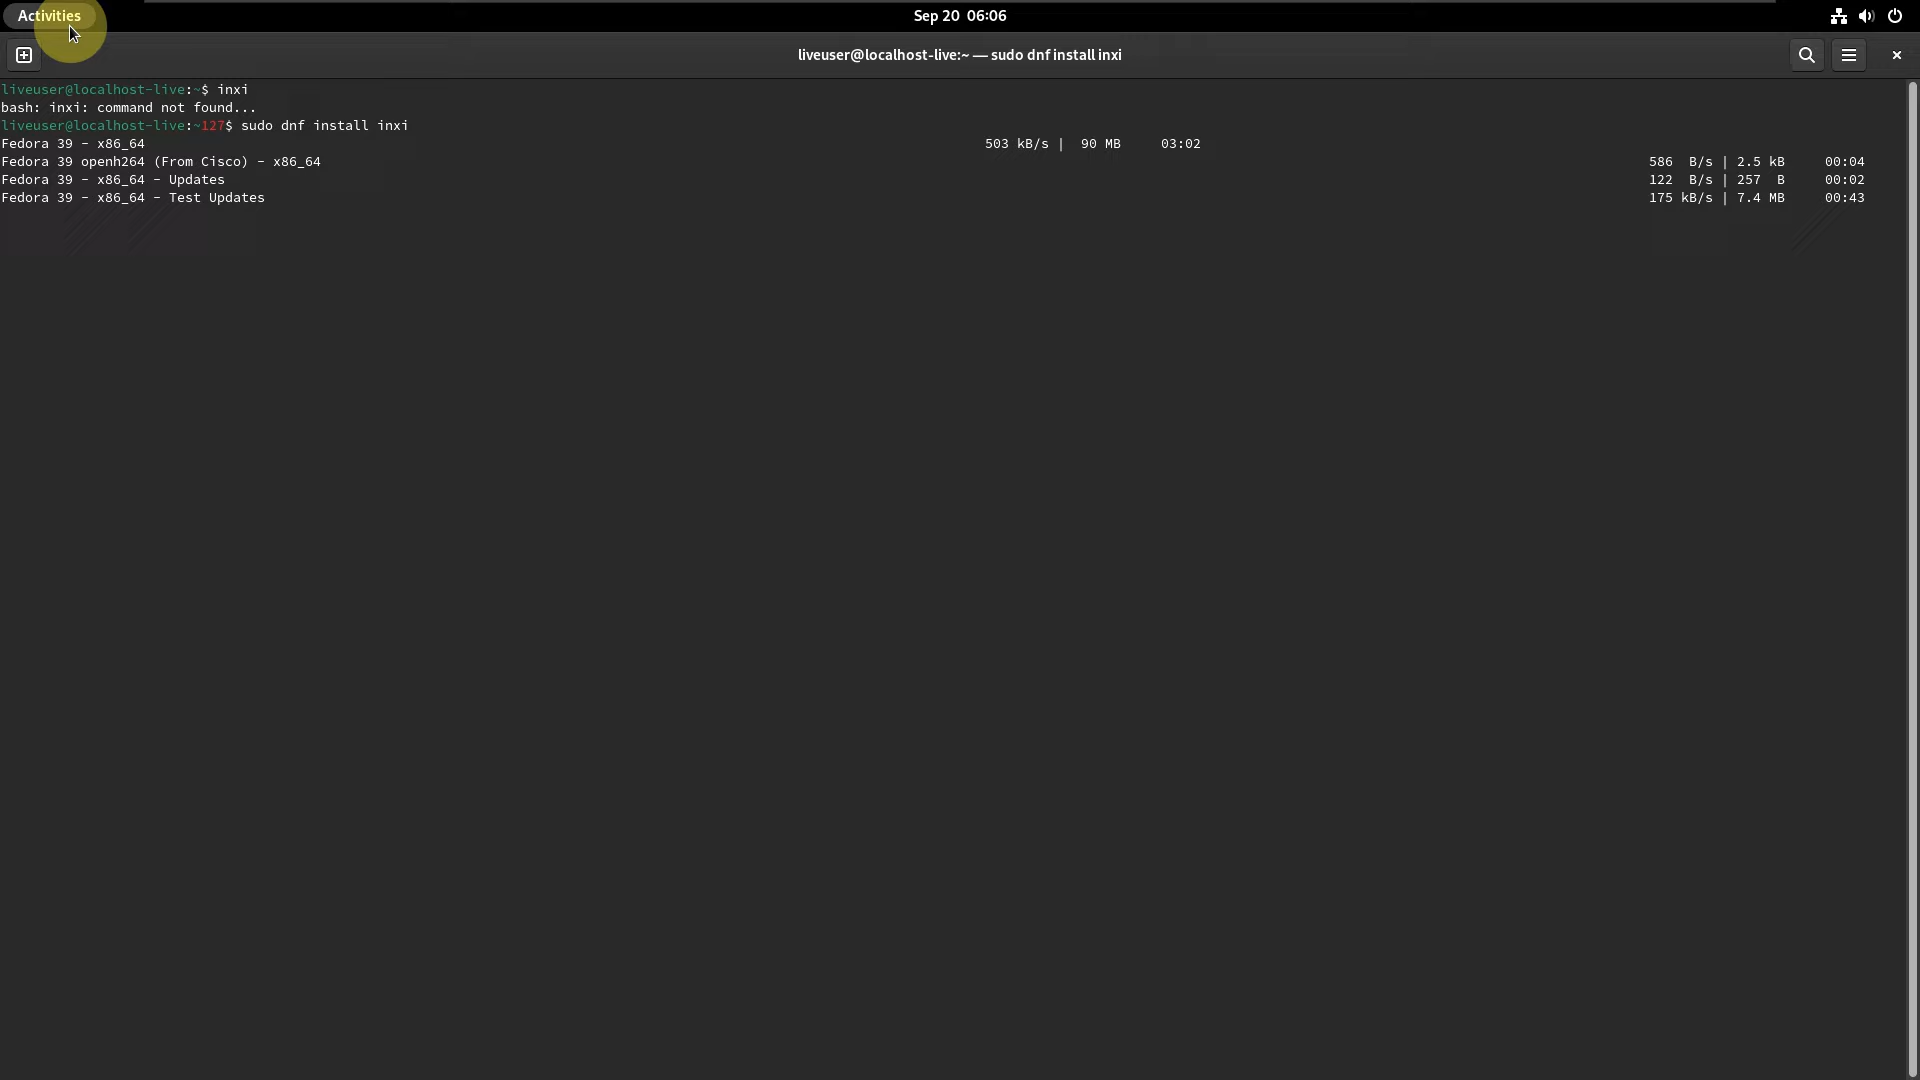 Activities
Sep 20 06:06
liveuser@localhost-live:~ — sudo dnf install inxi
liveuser@localhost-live:~$ inxi
bash: inxi: command not found...
liveuser@localhost-live:~127$ sudo dnf install inxi
Fedora 39 - x86_64 503 kB/s | 90 MB 03:02
Fedora 39 openh264 (From Cisco) - x86_64 586 B/s | 2.5 kB 00:04
Fedora 39 - x86_64 - Updates 122 B/s | 257 B 00:02
Fedora 39 - x86_64 - Test Updates 175 kB/s | 7.4 MB 00:43